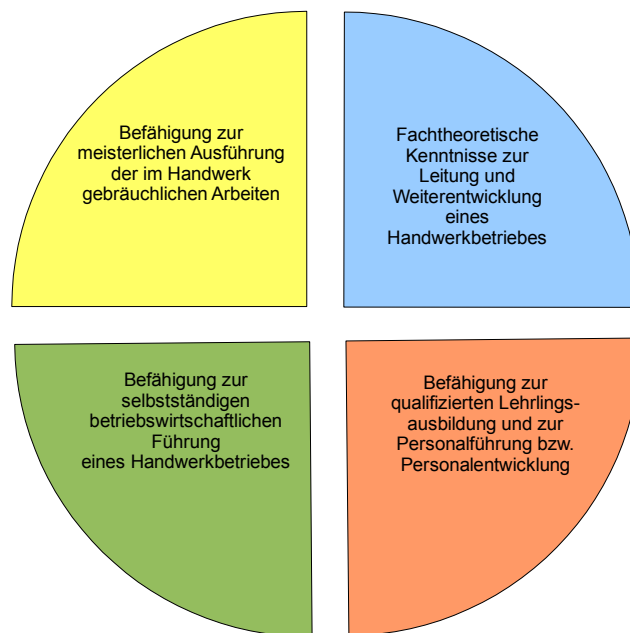 Befähigung zur
meisterlichen Ausführung
der im Handwerk
gebräuchlichen Arbeiten
Fachtheoretische
Kenntnisse zur
Leitung und
Weiterentwicklung
eines
Handwerkbetriebes
Befähigung zur
selbstständigen
betriebswirtschaftlichen
Führung
eines Handwerkbetriebes
Befähigung zur
qualifizierten Lehrlings-
ausbildung und zur
Personalführung bzw.
Personalentwicklung